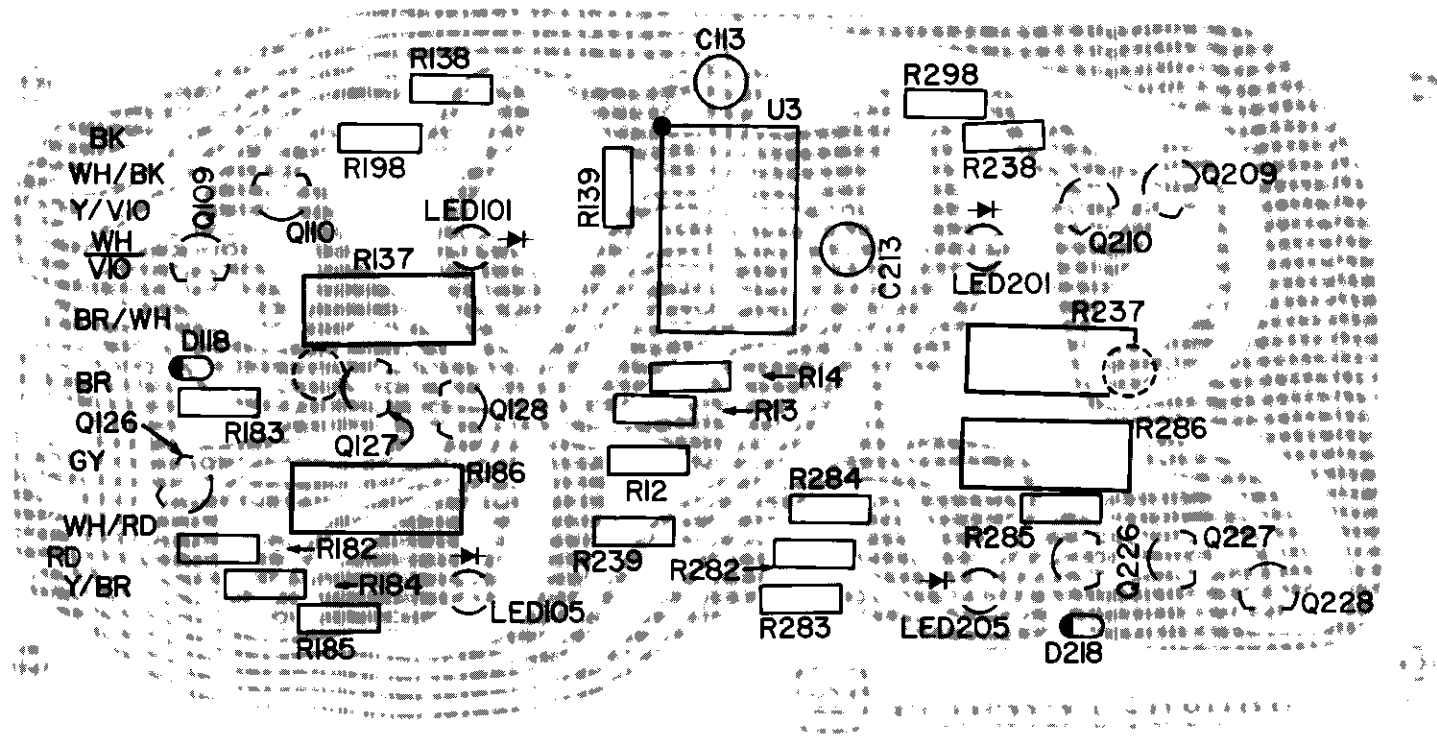 C113
R138
R298
U3
BK
R198
R238
WH/BK
Q109
R139
Q209
Y/VIO
LED101
Q110
Q210
WH
VIO
R137
C213
LED201
BR/WH
R237
D118
R14
BR
Q128
R13
Q126
R183
Q127
R286
GY
R186
R12
R284
WH/RD
R285
Q226
Q227
RD
R182
R239
R282
Y/BR
R184
LED105
Q228
R283
LED205
R185
D218